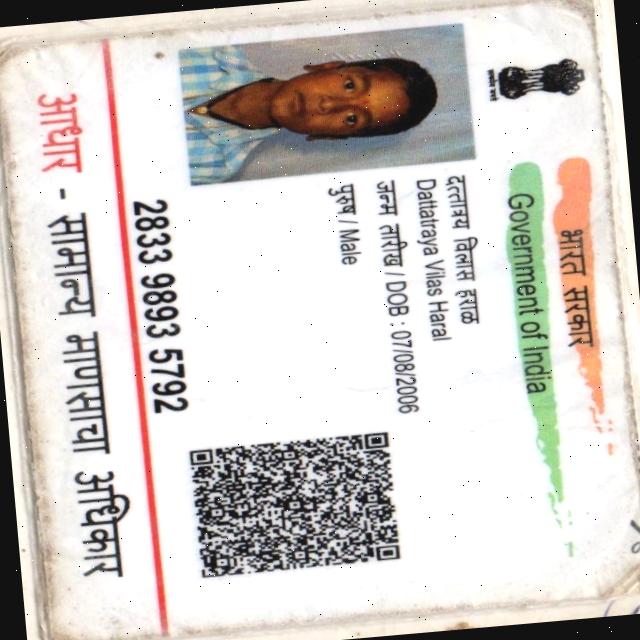 भारत सरकार
Government of India
दत्तात्रय विलास हरळ
Dattatraya Vilas Haral
जन्म तारीख / DOB : 07/08/2006
पुरुष / Male
2833 9893 5792
आधार - सामान्य माणसाचा अधिकार